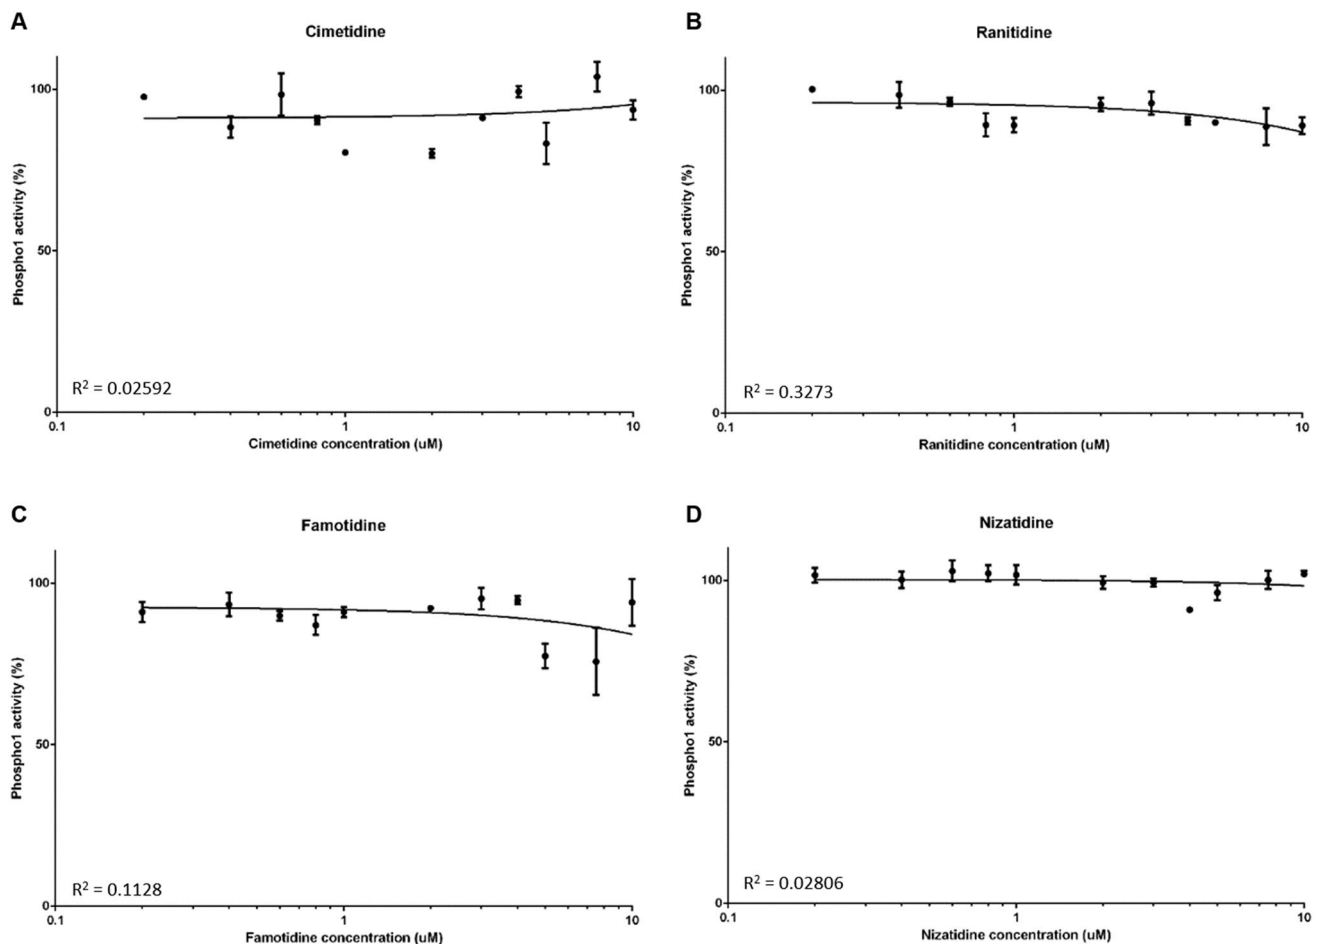 A
Cimetidine
Phospho1 activity (%)
100
50
0
R² = 0.02592
0.1
1
10
Cimetidine concentration (uM)
B
Ranitidine
Phospho1 activity (%)
100
50
0
R² = 0.3273
0.1
1
10
Ranitidine concentration (uM)
C
Famotidine
Phospho1 activity (%)
100
50
0
R² = 0.1128
0.1
1
10
Famotidine concentration (uM)
D
Nizatidine
Phospho1 activity (%)
100
50
0
R² = 0.02806
0.1
1
10
Nizatidine concentration (uM)